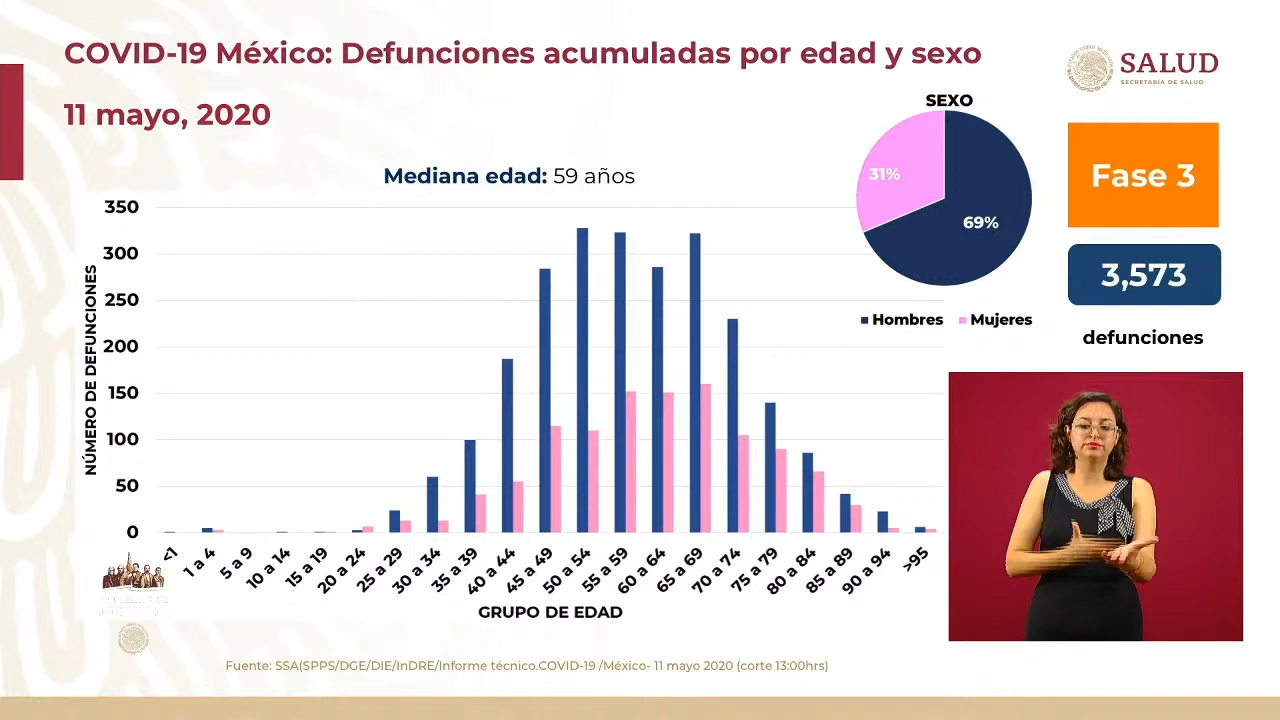 COVID-19 México: Defunciones acumuladas por edad y sexo
11 mayo, 2020
SALUD
SECRETARÍA DE SALUD
SEXO
31%
69%
Hombres Mujeres
Fase 3
3,573
defunciones
Mediana edad: 59 años
NÚMERO DE DEFUNCIONES
350
300
250
200
150
100
50
0
<1 1 a 4 5 a 9 10 a 14 15 a 19 20 a 24 25 a 29 30 a 34 35 a 39 40 a 44 45 a 49 50 a 54 55 a 59 60 a 64 65 a 69 70 a 74 75 a 79 80 a 84 85 a 89 90 a 94 >95
GRUPO DE EDAD
Fuente: SSA(SPPS/DGE/DIE/InDRE/Informe técnico.COVID-19 /México- 11 mayo 2020 (corte 13:00hrs)